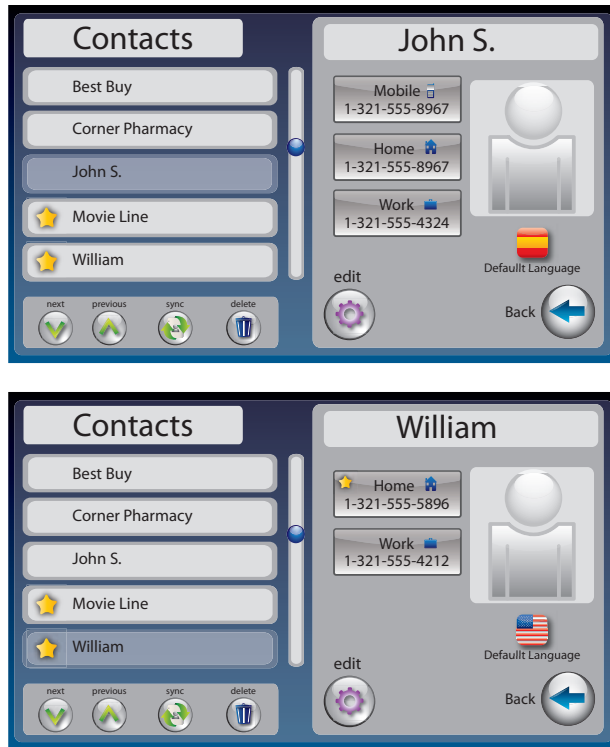 Contacts
Best Buy
Corner Pharmacy
John S.
Movie Line
William
next previous sync delete
John S.
Mobile
1-321-555-8967
Home
1-321-555-8967
Work
1-321-555-4324
Defaullt Language
edit
Back
Contacts
Best Buy
Corner Pharmacy
John S.
Movie Line
William
next previous sync delete
William
Home
1-321-555-5896
Work
1-321-555-4212
Defaullt Language
edit
Back